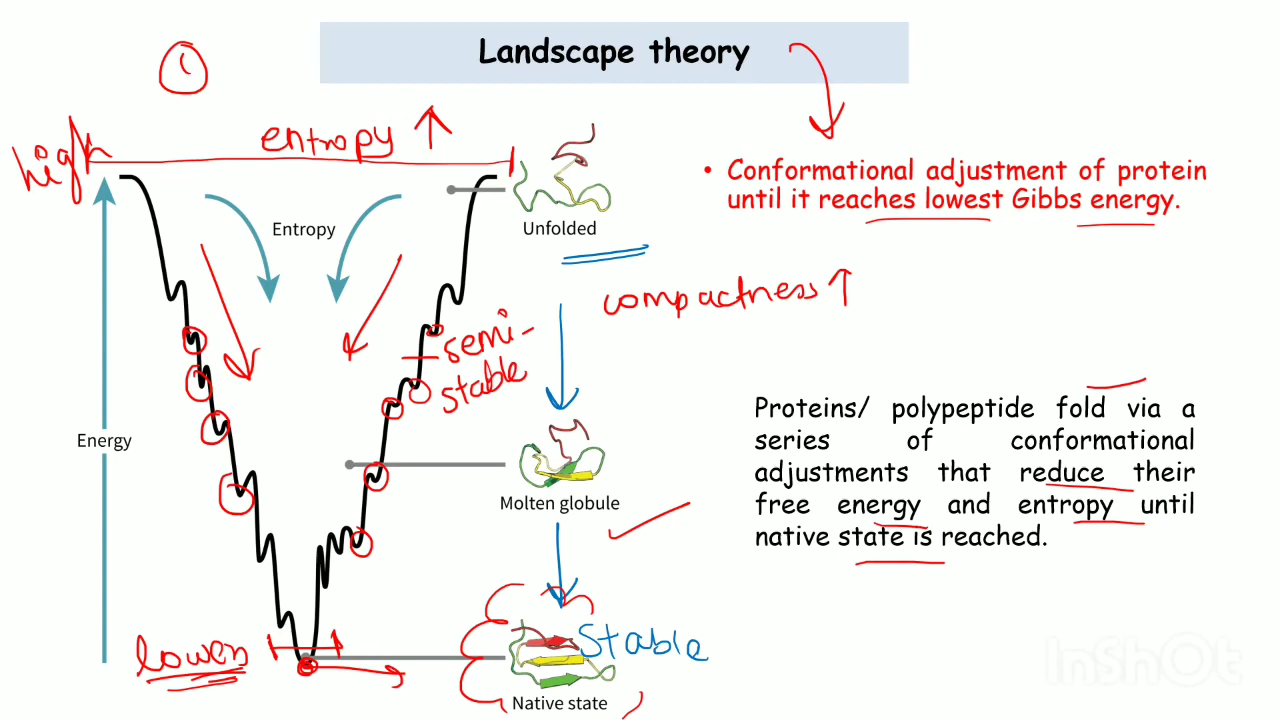 Landscape theory
high
entropy ↑
Entropy
Unfolded
• Conformational adjustment of protein
until it reaches lowest Gibbs energy.
compactness ↑
semi-
stable
Energy
Molten globule
Proteins/ polypeptide fold via a
series of conformational
adjustments that reduce their
free energy and entropy until
native state is reached.
lower
Stable
Native state
InShOt